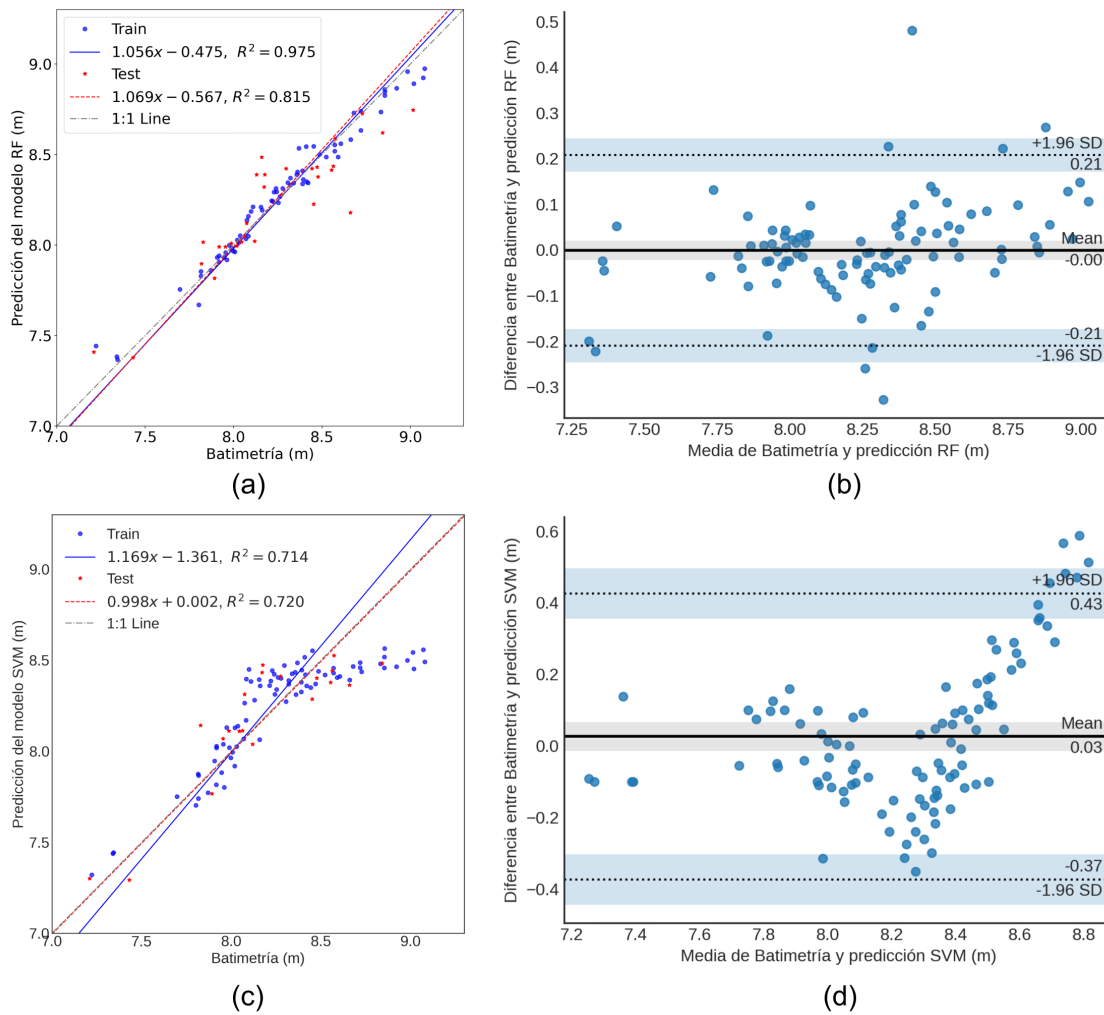 Train
1.056x − 0.475, R² = 0.975
Test
1.069x − 0.567, R² = 0.815
1:1 Line
Predicción del modelo RF (m)
9.0
8.5
8.0
7.5
7.0
7.0 7.5 8.0 8.5 9.0
Batimetría (m)
(a)
Diferencia entre Batimetría y predicción RF (m)
0.5
0.4
0.3
0.2
0.1
0.0
−0.1
−0.2
−0.3
+1.96 SD
0.21
Mean
-0.00
-0.21
-1.96 SD
7.25 7.50 7.75 8.00 8.25 8.50 8.75 9.00
Media de Batimetría y predicción RF (m)
(b)
Train
1.169x − 1.361, R² = 0.714
Test
0.998x + 0.002, R² = 0.720
1:1 Line
Predicción del modelo SVM (m)
9.0
8.5
8.0
7.5
7.0
7.0 7.5 8.0 8.5 9.0
Batimetría (m)
(c)
Diferencia entre Batimetría y predicción SVM (m)
0.6
0.4
0.2
0.0
−0.2
−0.4
+1.96 SD
0.43
Mean
0.03
-0.37
-1.96 SD
7.2 7.4 7.6 7.8 8.0 8.2 8.4 8.6 8.8
Media de Batimetría y predicción SVM (m)
(d)